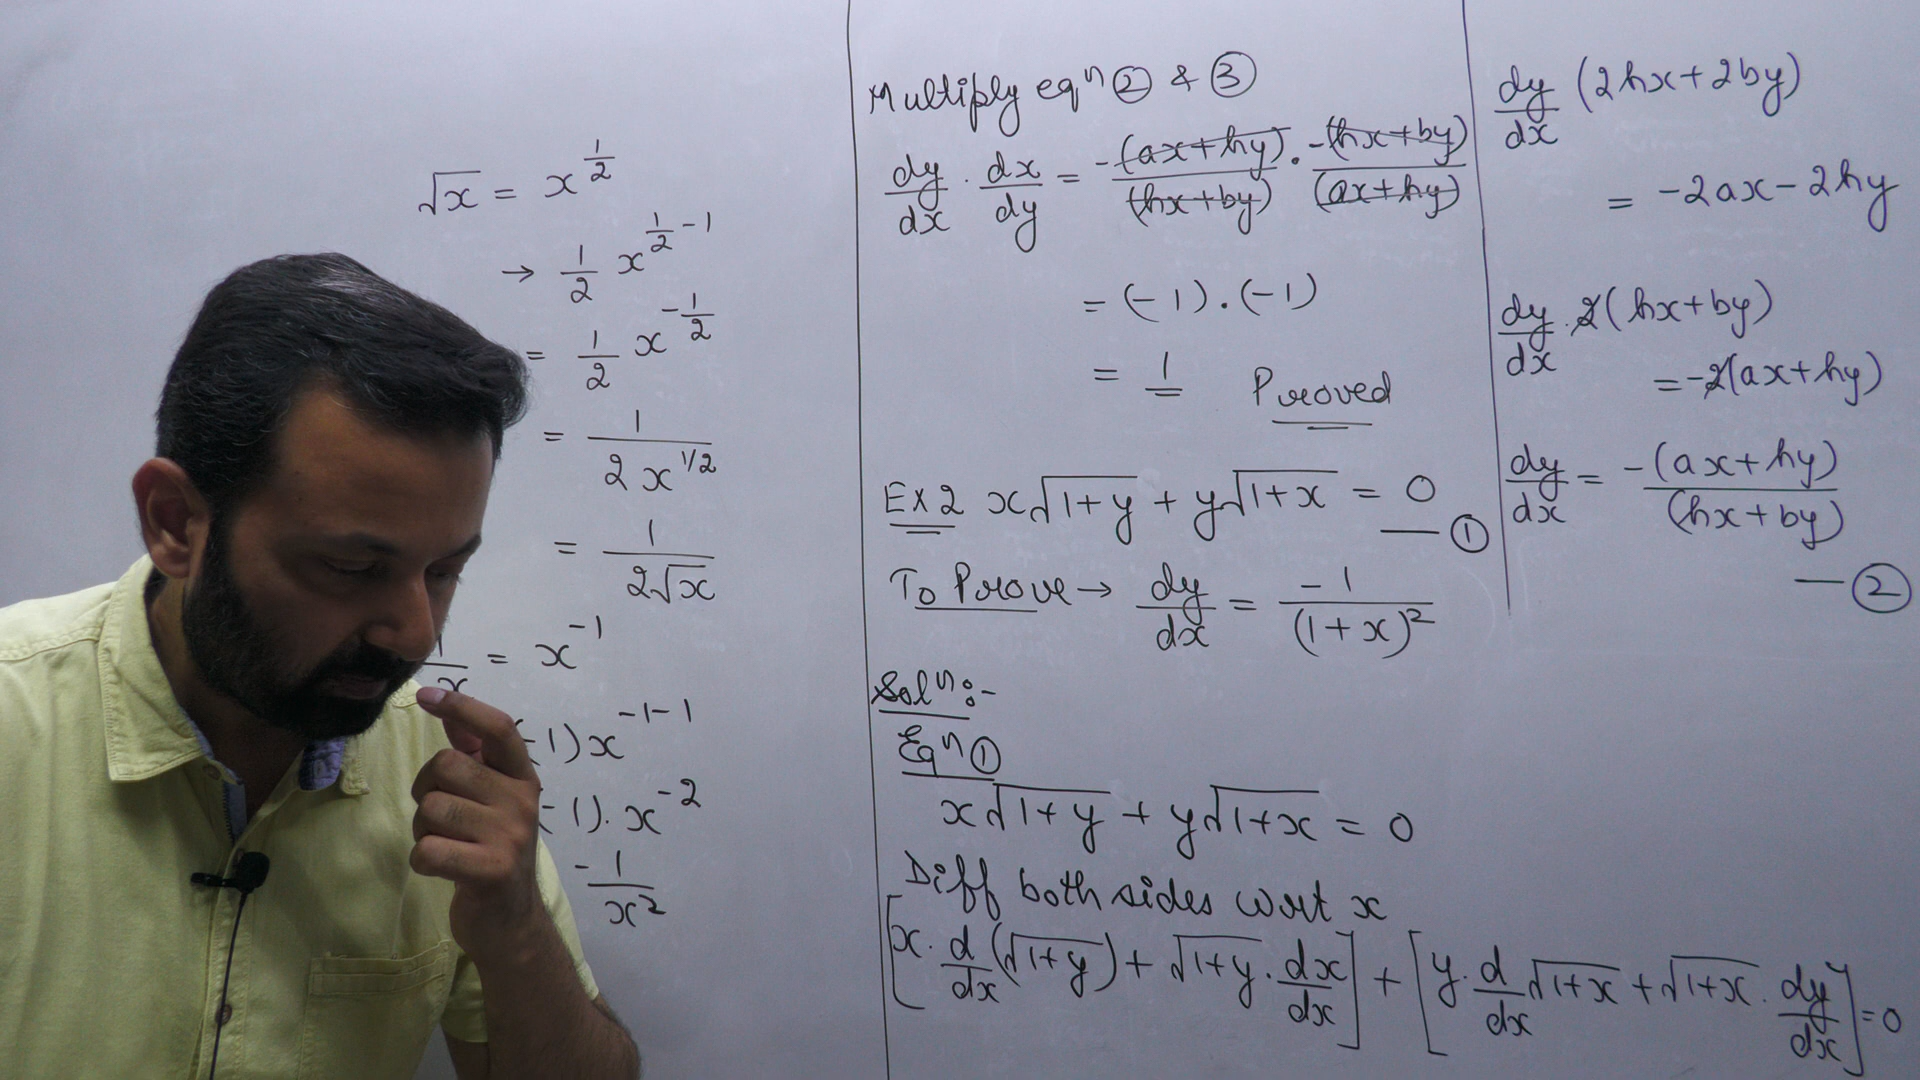 √x = x^(1/2)
→ 1/2 x^(1/2 - 1)
= 1/2 x^(-1/2)
= 1/(2 x^(1/2))
= 1/(2√x)
1/x = x^(-1)
-1) x^(-1-1)
-1). x^(-2)
-1/x²
Multiply eqⁿ ② & ③
dy/dx . dx/dy = -(ax+hy)/(hx+by) . -(hx+by)/(ax+hy)
= (-1).(-1)
= 1 Proved
Ex 2 x√(1+y) + y√(1+x) = 0 — ①
To Prove → dy/dx = -1/(1+x)²
Solⁿ:-
Eqⁿ ①
x√(1+y) + y√(1+x) = 0
Diff both sides wrt x
[x. d/dx (√(1+y)) + √(1+y) . dx/dx] + [y. d/dx √(1+x) + √(1+x) . dy/dx] = 0
dy/dx (2hx+2by)
= -2ax-2hy
dy/dx . 2(hx+by)
= -2(ax+hy)
dy/dx = -(ax+hy)/(hx+by)
— ②